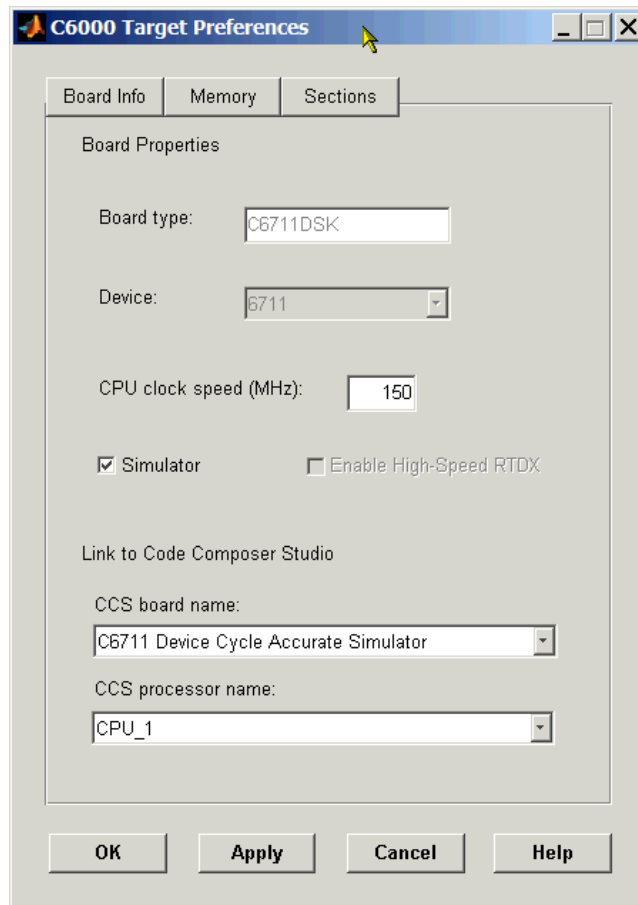 C6000 Target Preferences
Board Info Memory Sections
Board Properties
Board type: C6711DSK
Device: 6711
CPU clock speed (MHz): 150
Simulator Enable High-Speed RTDX
Link to Code Composer Studio
CCS board name:
C6711 Device Cycle Accurate Simulator
CCS processor name:
CPU_1
OK Apply Cancel Help